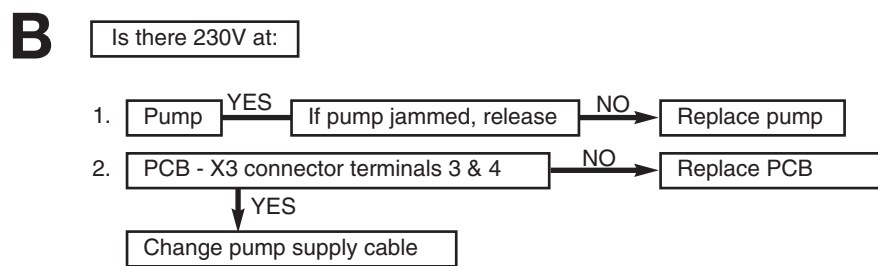 B Is there 230V at:
1. Pump YES If pump jammed, release NO Replace pump
2. PCB - X3 connector terminals 3 & 4 NO Replace PCB
YES
Change pump supply cable